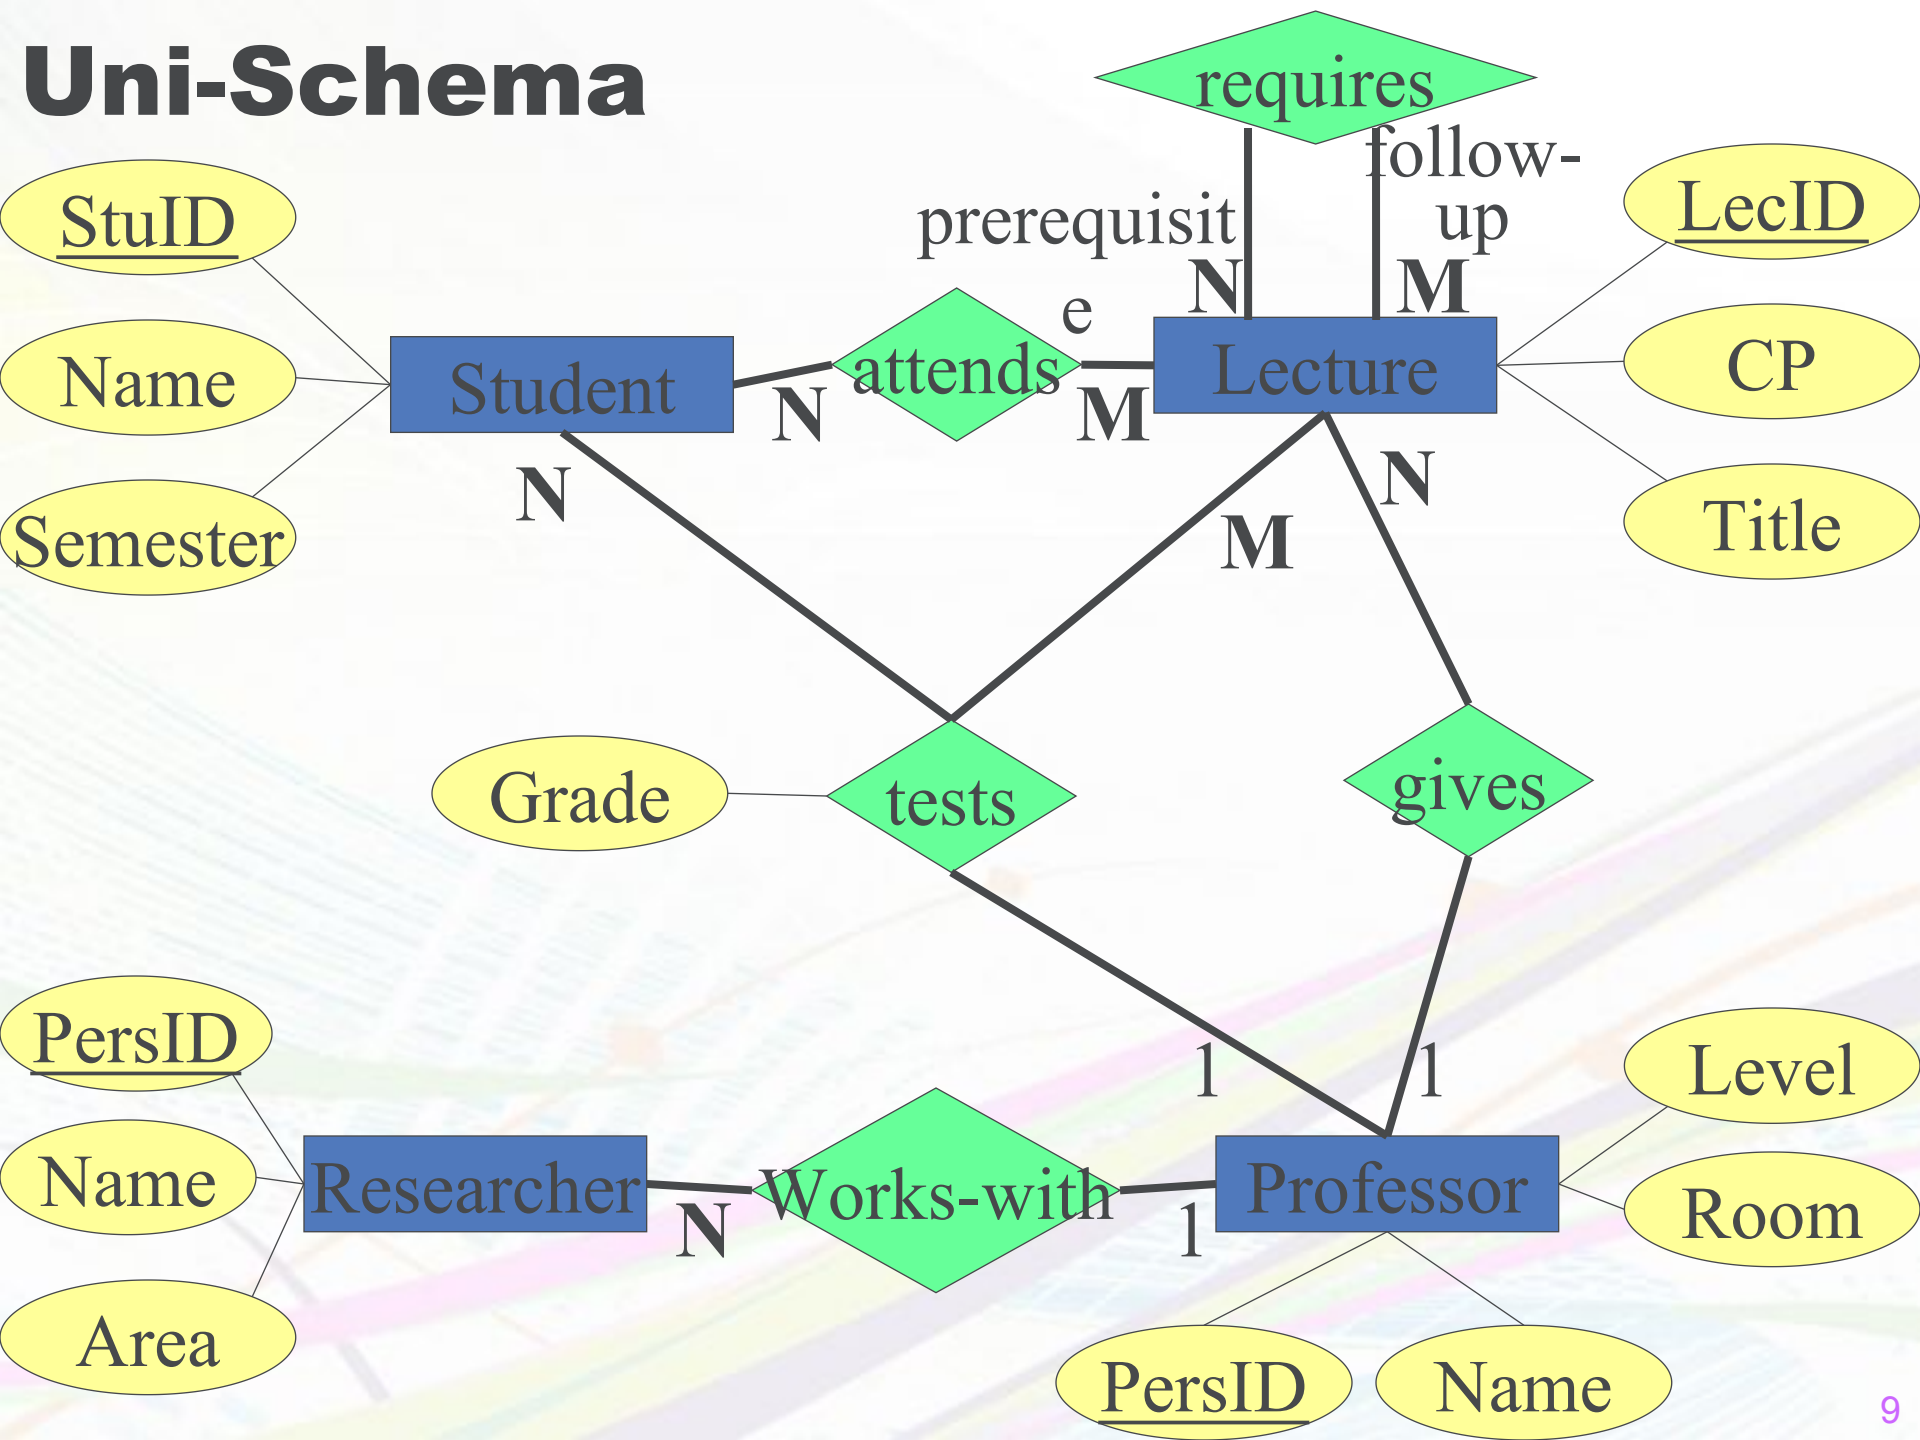 Uni-Schema
requires
follow-
up
prerequisit
e
N
M
StuID
Name
Semester
Student
N
attends
M
Lecture
LecID
CP
Title
N
M
N
Grade
tests
gives
1
1
PersID
Name
Area
Researcher
N
Works-with
1
Professor
Level
Room
PersID
Name
9